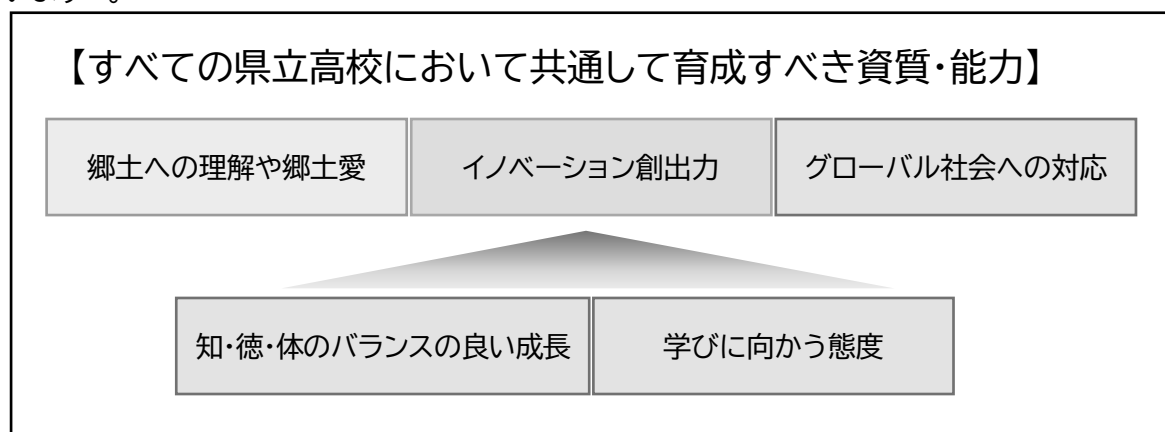 【すべての県立高校において共通して育成すべき資質・能力】
郷土への理解や郷土愛
イノベーション創出力
グローバル社会への対応
知・徳・体のバランスの良い成長
学びに向かう態度